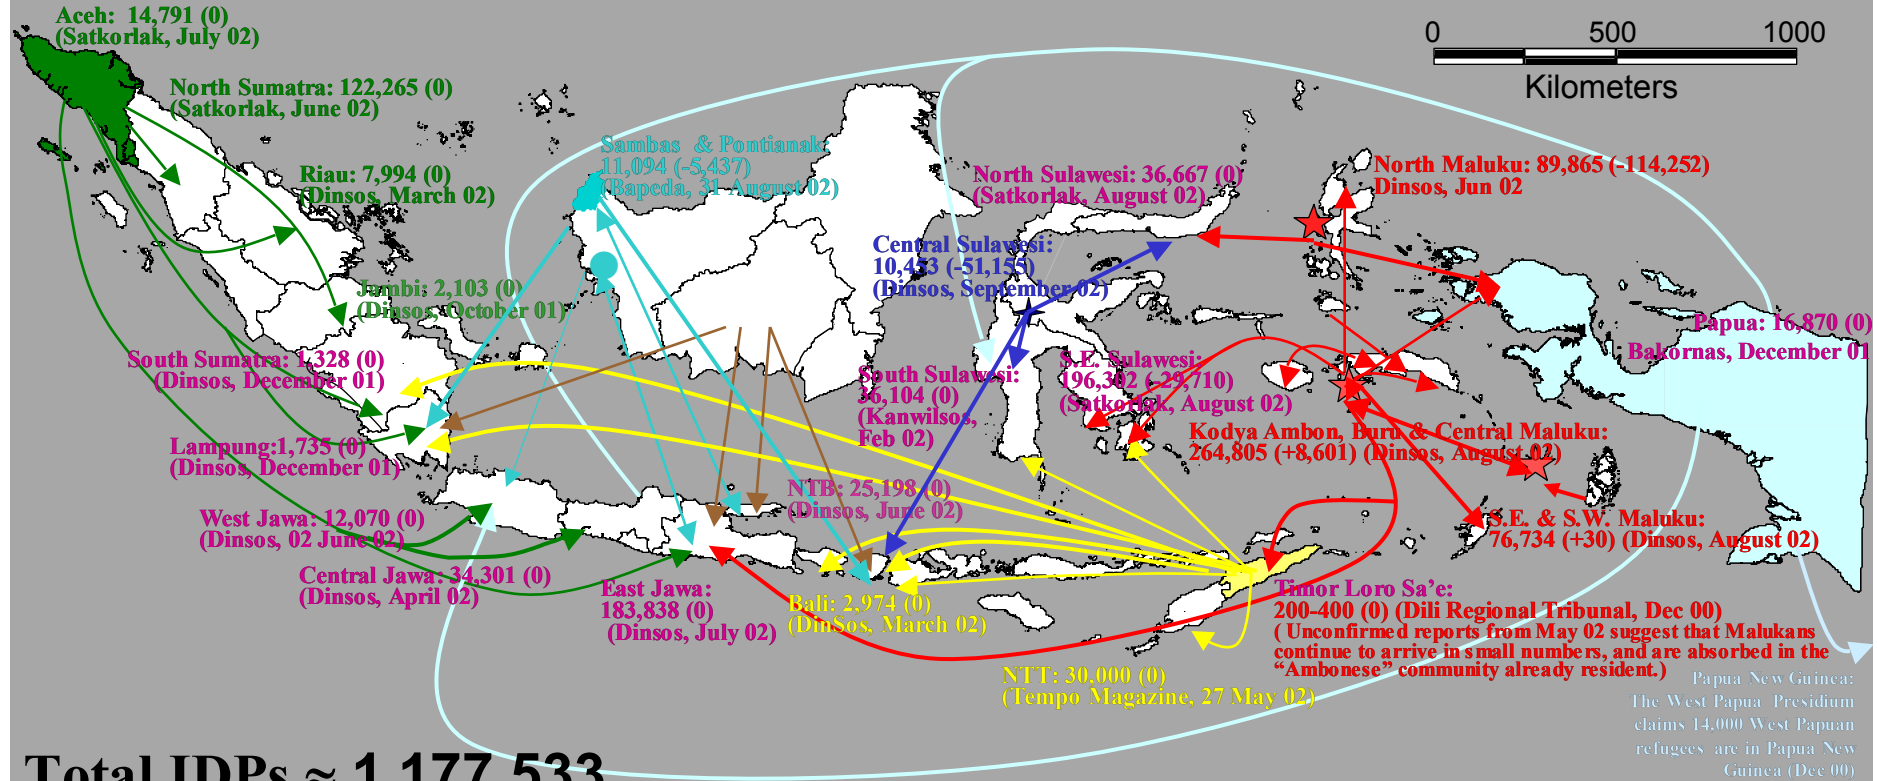 Aceh:  14,791 (0)
(Satkorlak, July 02)
North Sumatra: 122,265 (0)
(Satkorlak, June 02)
Riau: 7,994 (0)
(Dinsos, March 02)
Jambi: 2,103 (0)
(Dinsos, October 01)
South Sumatra: 1,328 (0)
(Dinsos, December 01)
Lampung:1,735 (0)
(Dinsos, December 01)
West Jawa: 12,070 (0)
(Dinsos, 02 June 02)
Central Jawa: 34,301 (0)
(Dinsos, April 02)
East Jawa:
183,838 (0)
(Dinsos, July 02)
Sambas  & Pontianak:
11,094 (-5,437)
(Bapeda, 31 August 02)
North Sulawesi: 36,667 (0)
(Satkorlak, August 02)
Central Sulawesi:
10,453 (-51,155)
(Dinsos, September 02)
South Sulawesi:
36,104 (0)
(Kanwilsos,
Feb 02)
S.E. Sulawesi:
196,302 (-29,710)
(Satkorlak, August 02)
NTB: 25,198 (0)
(Dinsos, June 02)
Bali: 2,974 (0)
(DinSos, March 02)
NTT: 30,000 (0)
(Tempo Magazine, 27 May 02)
0 500 1000
Kilometers
North Maluku: 89,865 (-114,252)
Dinsos, Jun 02
Papua: 16,870 (0)
Bakornas, December 01
Kodya Ambon, Buru & Central Maluku:
264,805 (+8,601) (Dinsos, August 02)
S.E. & S.W. Maluku:
76,734 (+30) (Dinsos, August 02)
Timor Loro Sa’e:
200-400 (0) (Dili Regional Tribunal, Dec 00)
( Unconfirmed reports from May 02 suggest that Malukans
continue to arrive in small numbers, and are absorbed in the
“Ambonese” community already resident.)
Papua New Guinea:
The West Papua  Presidium
claims 14,000 West Papuan
refugees  are in Papua New
Guinea (Dec 00)
Total IDPs ≈ 1,177,533